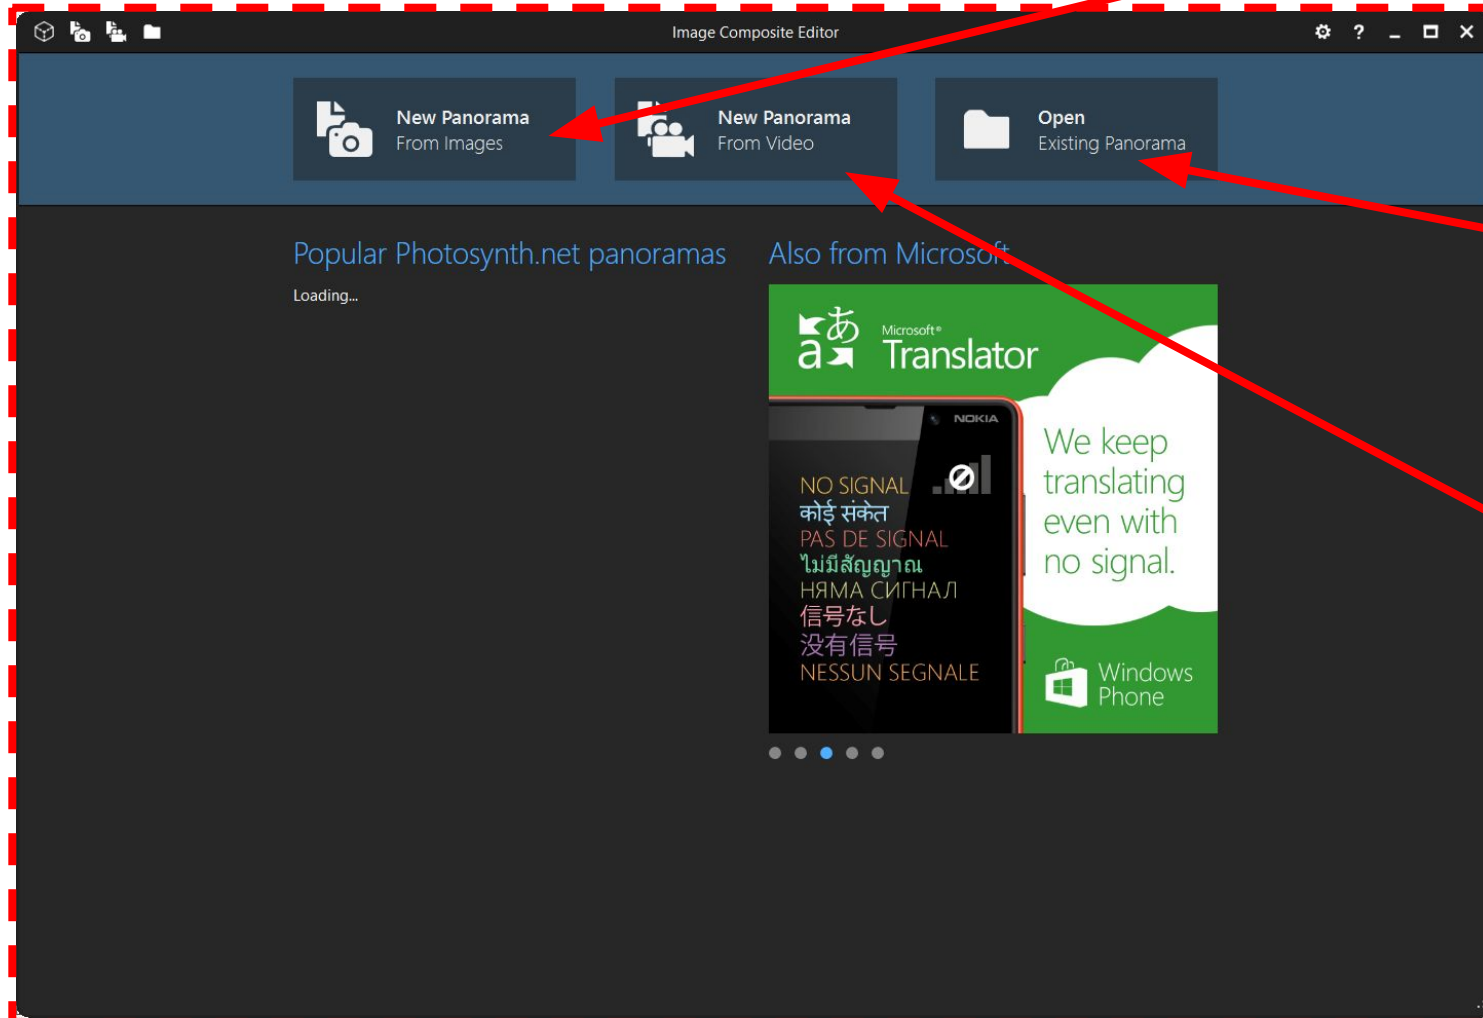 Image Composite Editor
?
New Panorama
From Images
New Panorama
From Video
Open
Existing Panorama
Popular Photosynth.net panoramas
Loading...
Also from Microsoft
あ
a
Microsoft®
Translator
NOKIA
NO SIGNAL
कोई संकेत
PAS DE SIGNAL
ไม่มีสัญญาณ
НЯМА СИГНАЛ
信号なし
没有信号
NESSUN SEGNALE
We keep
translating
even with
no signal.
Windows
Phone